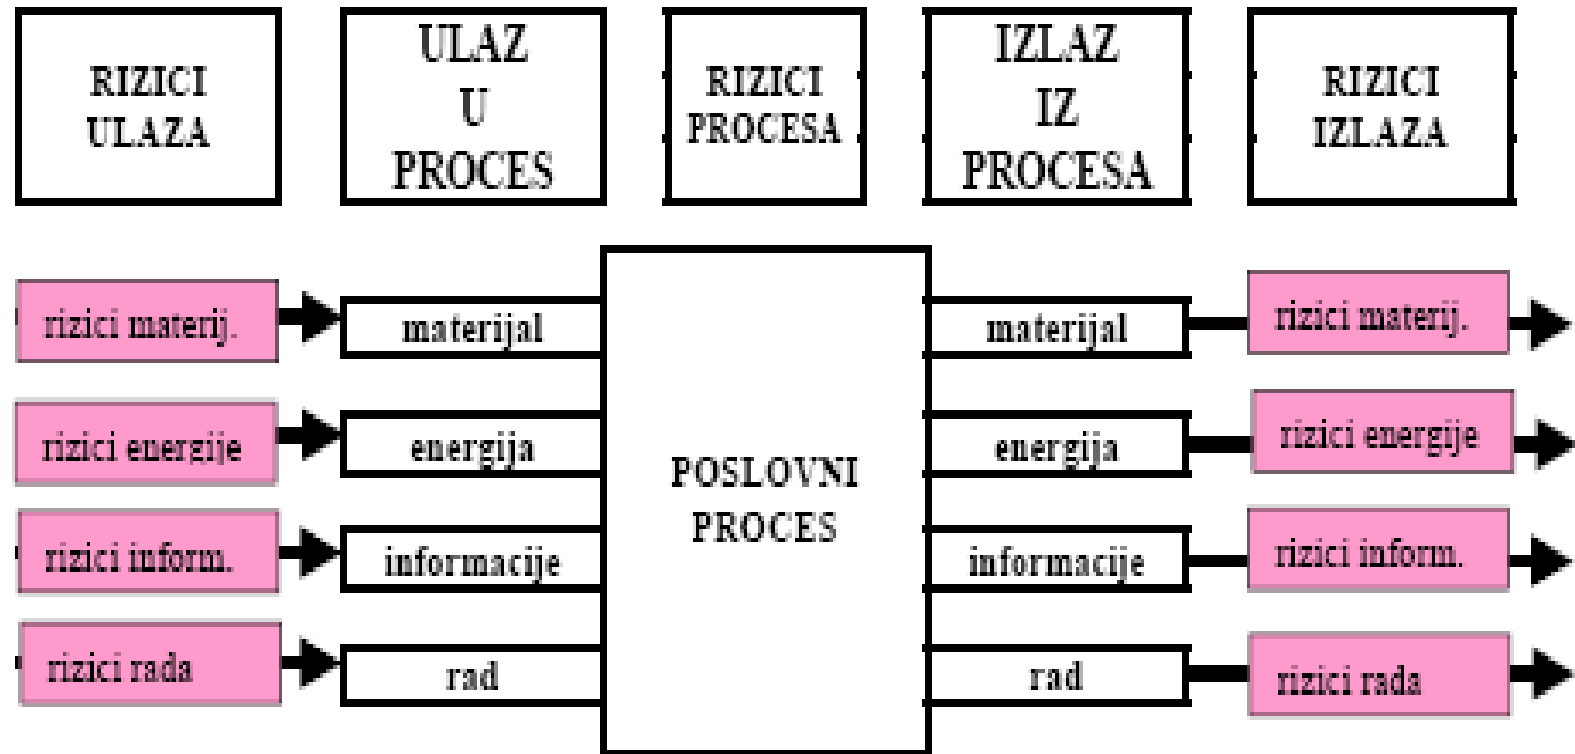 RIZICI
ULAZA
ULAZ
U
PROCES
RIZICI
PROCESA
IZLAZ
IZ
PROCESA
RIZICI
IZLAZA
rizici materij.
materijal
materijal
rizici materij.
rizici energije
energija
energija
rizici energije
POSLOVNI
PROCES
rizici inform.
informacije
informacije
rizici inform.
rizici rada
rad
rad
rizici rada